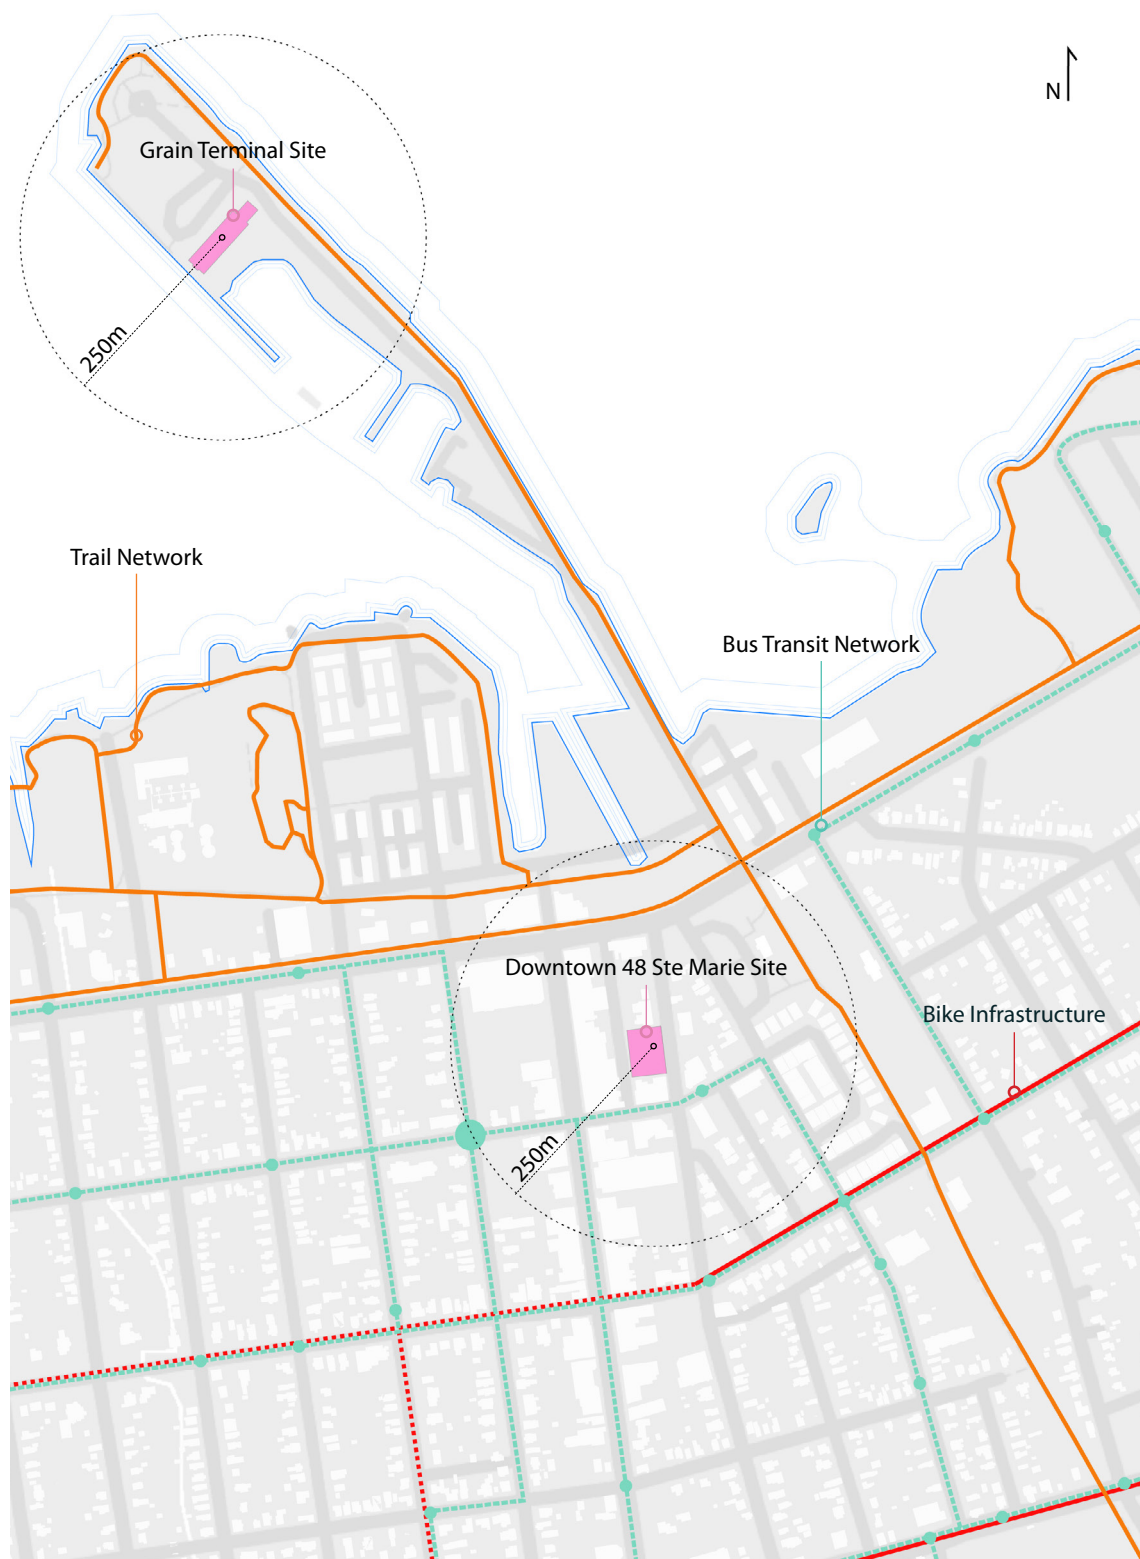 N
Grain Terminal Site
250m
Trail Network
Bus Transit Network
Downtown 48 Ste Marie Site
Bike Infrastructure
250m